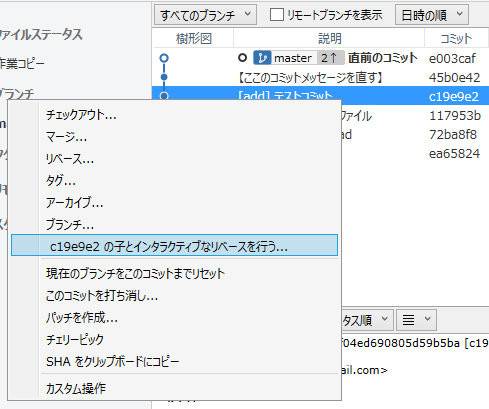 すべてのブランチ
リモートブランチを表示
日時の順
ファイルステータス
樹形図
説明
コミット
作業コピー
master 2↑ 直前のコミット e003caf
【ここのコミットメッセージを直す】 45b0e42
ブランチ
[add] テストコミット c19e9e2
ファイル 117953b
ad 72ba8f8
ea65824
チェックアウト...
マージ...
リベース...
タグ...
アーカイブ...
ブランチ...
c19e9e2 の子とインタラクティブなリベースを行う...
現在のブランチをこのコミットまでリセット
このコミットを打ち消し...
パッチを作成...
タス順
チェリーピック
f04ed690805d59b5ba [c19
SHA をクリップボードにコピー
ail.com>
カスタム操作